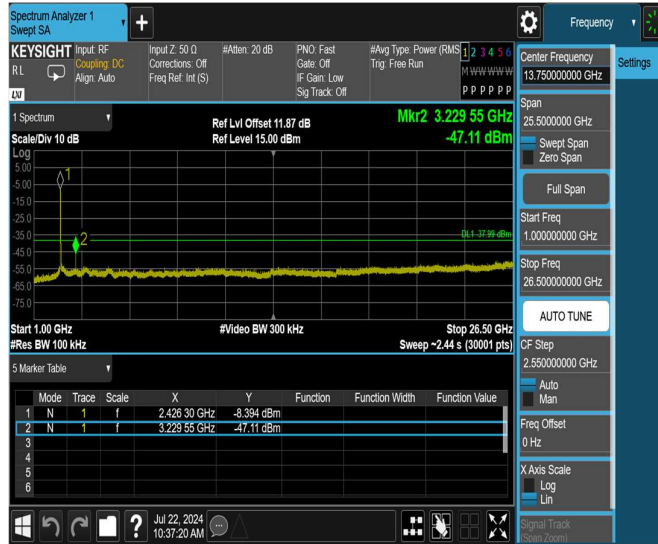 Spectrum Analyzer 1
Swept SA
+
Frequency
KEYSIGHT
RL
LXI
Input: RF
Coupling: DC
Align: Auto
Input Z: 50 Ω
Corrections: Off
Freq Ref: Int (S)
#Atten: 20 dB
PNO: Fast
Gate: Off
IF Gain: Low
Sig Track: Off
#Avg Type: Power (RMS
Trig: Free Run
1 2 3 4 5 6
M W W W W W
P P P P P P
Center Frequency
13.750000000 GHz
Settings
Span
25.5000000 GHz
Swept Span
Zero Span
Full Span
Start Freq
1.000000000 GHz
Stop Freq
26.500000000 GHz
AUTO TUNE
CF Step
2.550000000 GHz
Auto
Man
Freq Offset
0 Hz
X Axis Scale
Log
Lin
Signal Track
(Span Zoom)
1 Spectrum
Scale/Div 10 dB
Ref Lvl Offset 11.87 dB
Ref Level 15.00 dBm
Mkr2 3.229 55 GHz
-47.11 dBm
Log
5.00
-5.00
-15.0
-25.0
-35.0
-45.0
-55.0
-65.0
-75.0
1
2
DL1 -37.99 dBm
Start 1.00 GHz
#Video BW 300 kHz
Stop 26.50 GHz
#Res BW 100 kHz
Sweep ~2.44 s (30001 pts)
5 Marker Table
Mode Trace Scale X Y Function Function Width Function Value
1 N 1 f 2.426 30 GHz -8.394 dBm
2 N 1 f 3.229 55 GHz -47.11 dBm
3
4
5
6
?
Jul 22, 2024
10:37:20 AM